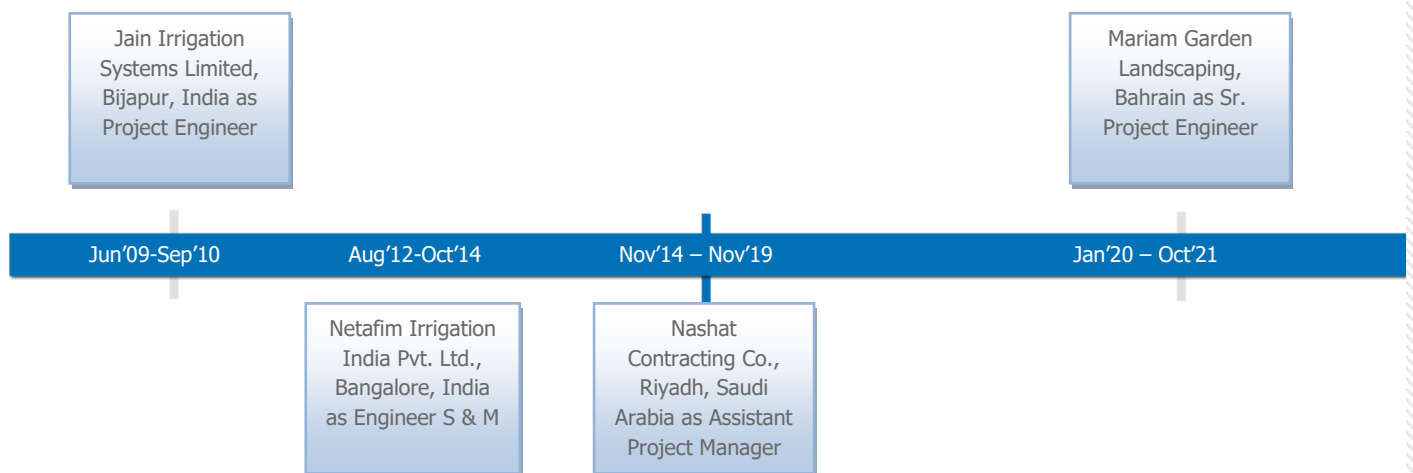 Jain Irrigation
Systems Limited,
Bijapur, India as
Project Engineer
Mariam Garden
Landscaping,
Bahrain as Sr.
Project Engineer
Jun’09-Sep’10
Aug’12-Oct’14
Nov’14 – Nov’19
Jan’20 – Oct’21
Netafim Irrigation
India Pvt. Ltd.,
Bangalore, India
as Engineer S & M
Nashat
Contracting Co.,
Riyadh, Saudi
Arabia as Assistant
Project Manager